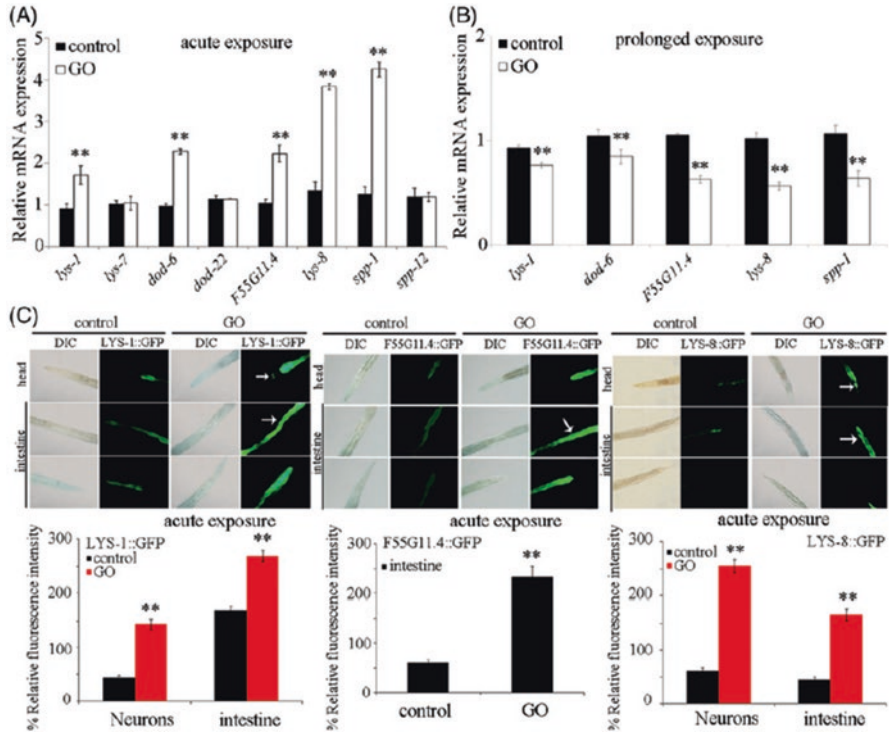 (A)
acute exposure
control
GO
Relative mRNA expression
5
4
3
2
1
0
**
**
**
**
**
lys-1
lys-7
dod-6
dod-22
F55G11.4
lys-8
spp-1
spp-12
(B)
prolonged exposure
control
GO
Relative mRNA expression
2
1
0
**
**
**
**
**
lys-1
dod-6
F55G11.4
lys-8
spp-1
(C)
control
GO
DIC
LYS-1::GFP
DIC
LYS-1::GFP
head
intestine
control
GO
DIC
F55G11.4::GFP
DIC
F55G11.4::GFP
head
intestine
control
GO
DIC
LYS-8::GFP
DIC
LYS-8::GFP
head
intestine
acute exposure
LYS-1::GFP
control
GO
% Relative fluorescence intensity
300
200
100
0
**
**
Neurons
intestine
acute exposure
F55G11.4::GFP
intestine
% Relative fluorescence intensity
300
200
100
0
**
control
GO
acute exposure
LYS-8::GFP
control
GO
% Relative fluorescence intensity
300
200
100
0
**
**
Neurons
intestine